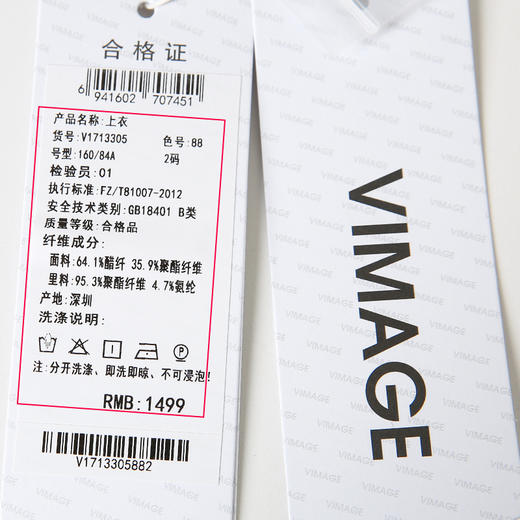 合格证
6 941602 707451
产品名称:上衣
货号:V1713305 色号:88
号型:160/84A 2码
检验员:01
执行标准:FZ/T81007-2012
安全技术类别:GB18401 B类
质量等级:合格品
纤维成分:
面料:64.1%醋纤 35.9%聚酯纤维
里料:95.3%聚酯纤维 4.7%氨纶
产地:深圳
洗涤说明:
注:分开洗涤、即洗即晾、不可浸泡!
RMB:1499
V1713305882
VIMAGE